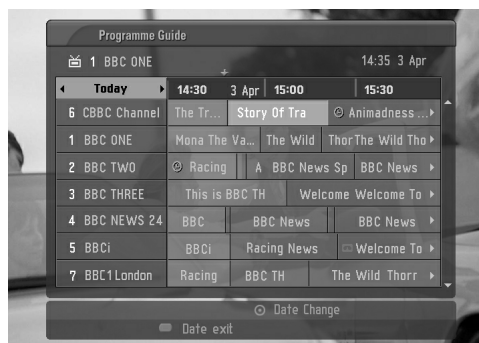 Programme Guide
1 BBC ONE 14:35 3 Apr
Today 14:30 3 Apr 15:00 15:30
6 CBBC Channel The Tr... Story Of Tra Animadness ...
1 BBC ONE Mona The Va... The Wild ThorThe Wild Tho
2 BBC TWO Racing A BBC News Sp BBC News
3 BBC THREE This is BBC TH Welcome Welcome To
4 BBC NEWS 24 BBC BBC News BBC News
5 BBCi BBCi Racing News Welcome To
7 BBC1 London Racing BBC TH The Wild Thorr
Date Change
Date exit